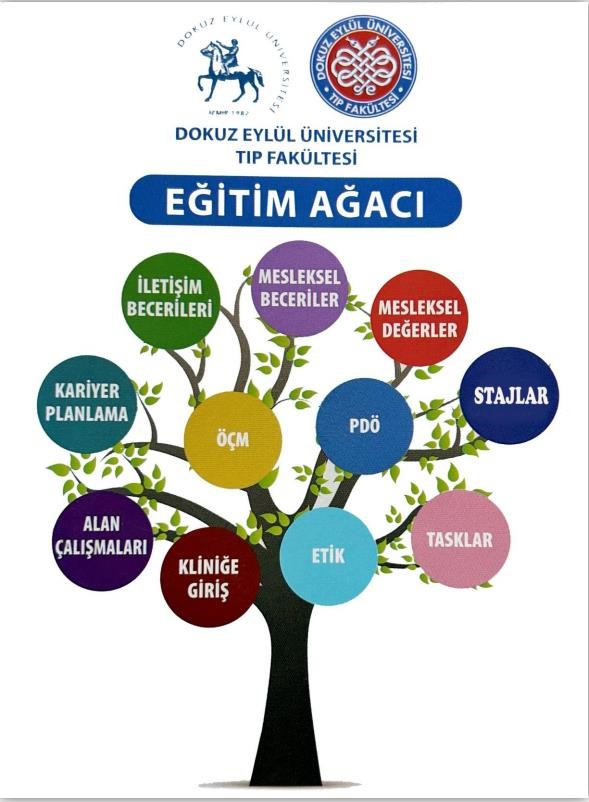 DOKUZ EYLÜL ÜNİVERSİTESİ
İZMİR-1982
DOKUZ EYLÜL ÜNİVERSİTESİ
• TIP FAKÜLTESİ •
DOKUZ EYLÜL ÜNİVERSİTESİ
TIP FAKÜLTESİ
EĞİTİM AĞACI
İLETİŞİM
BECERİLERİ
MESLEKSEL
BECERİLER
MESLEKSEL
DEĞERLER
KARİYER
PLANLAMA
ÖÇM
PDÖ
STAJLAR
ALAN
ÇALIŞMALARI
KLİNİĞE
GİRİŞ
ETİK
TASKLAR